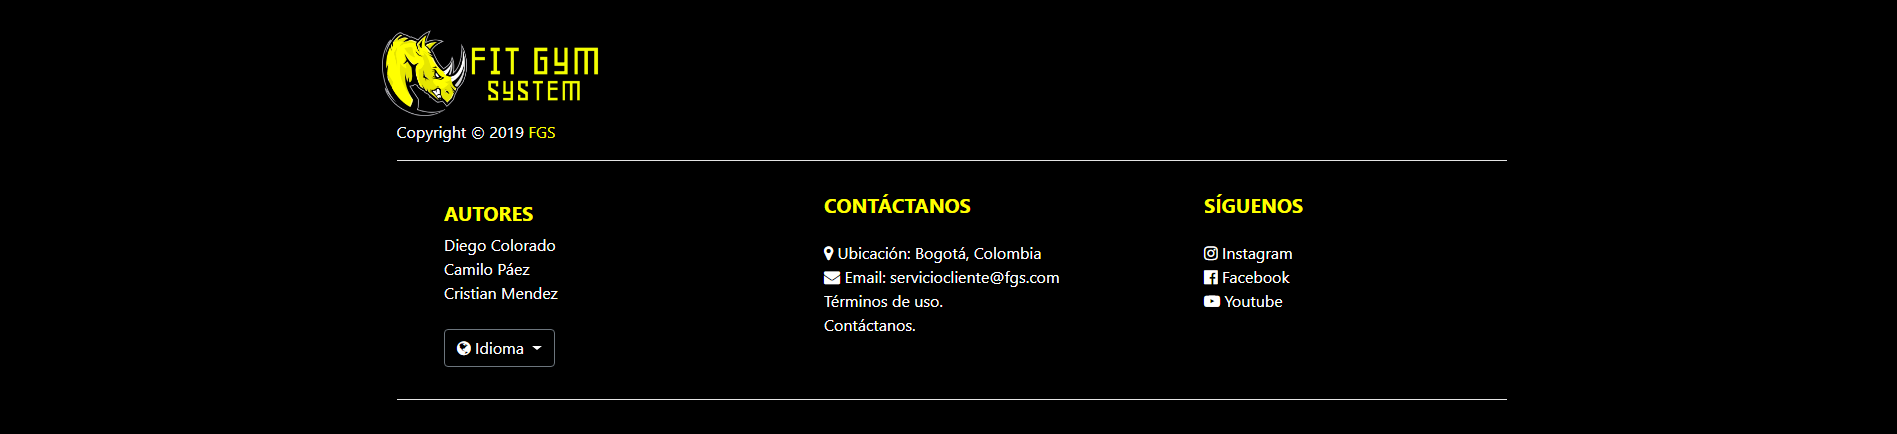 FIT GYM
SYSTEM
Copyright © 2019 FGS
AUTORES
Diego Colorado
Camilo Páez
Cristian Mendez
Idioma
CONTÁCTANOS
Ubicación: Bogotá, Colombia
Email: serviciocliente@fgs.com
Términos de uso.
Contáctanos.
SÍGUENOS
Instagram
Facebook
Youtube